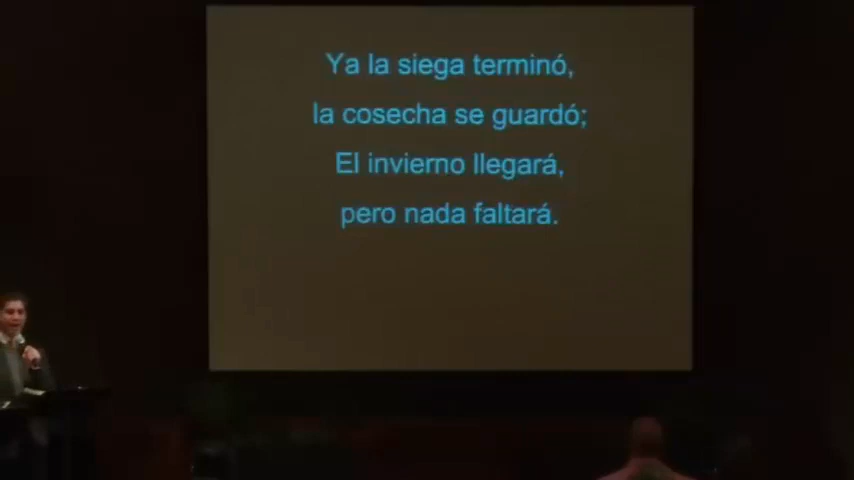 Ya la siega terminó,
la cosecha se guardó;
El invierno llegará,
pero nada faltará.